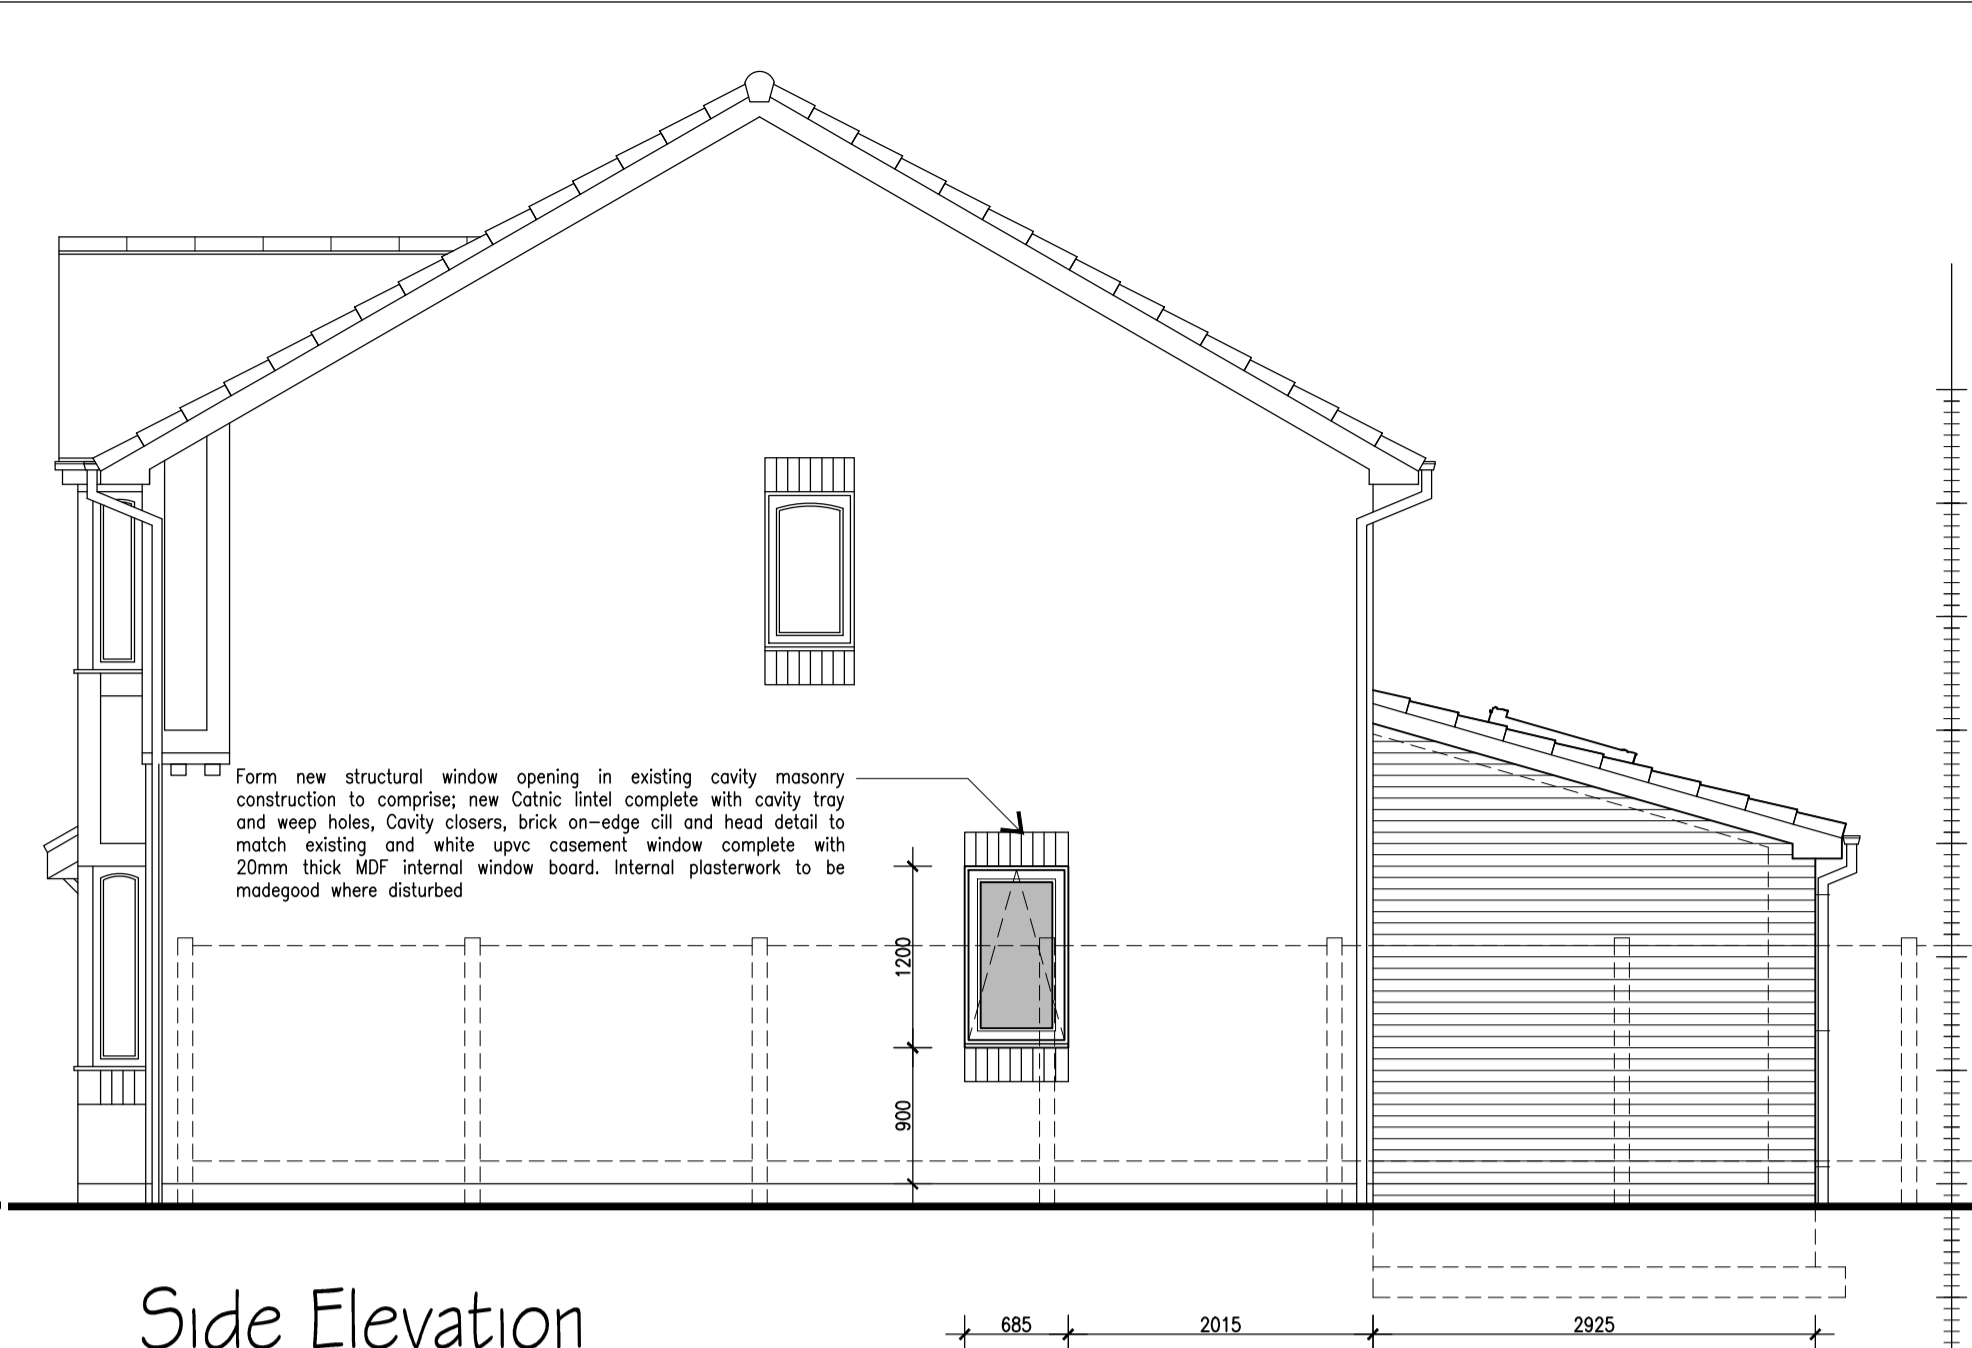 Form new structural window opening in existing cavity masonry
construction to comprise; new Catnic lintel complete with cavity tray
and weep holes, Cavity closers, brick on-edge cill and head detail to
match existing and white upvc casement window complete with
20mm thick MDF internal window board. Internal plasterwork to be
madegood where disturbed
1200
900
Side Elevation
685
2015
2925